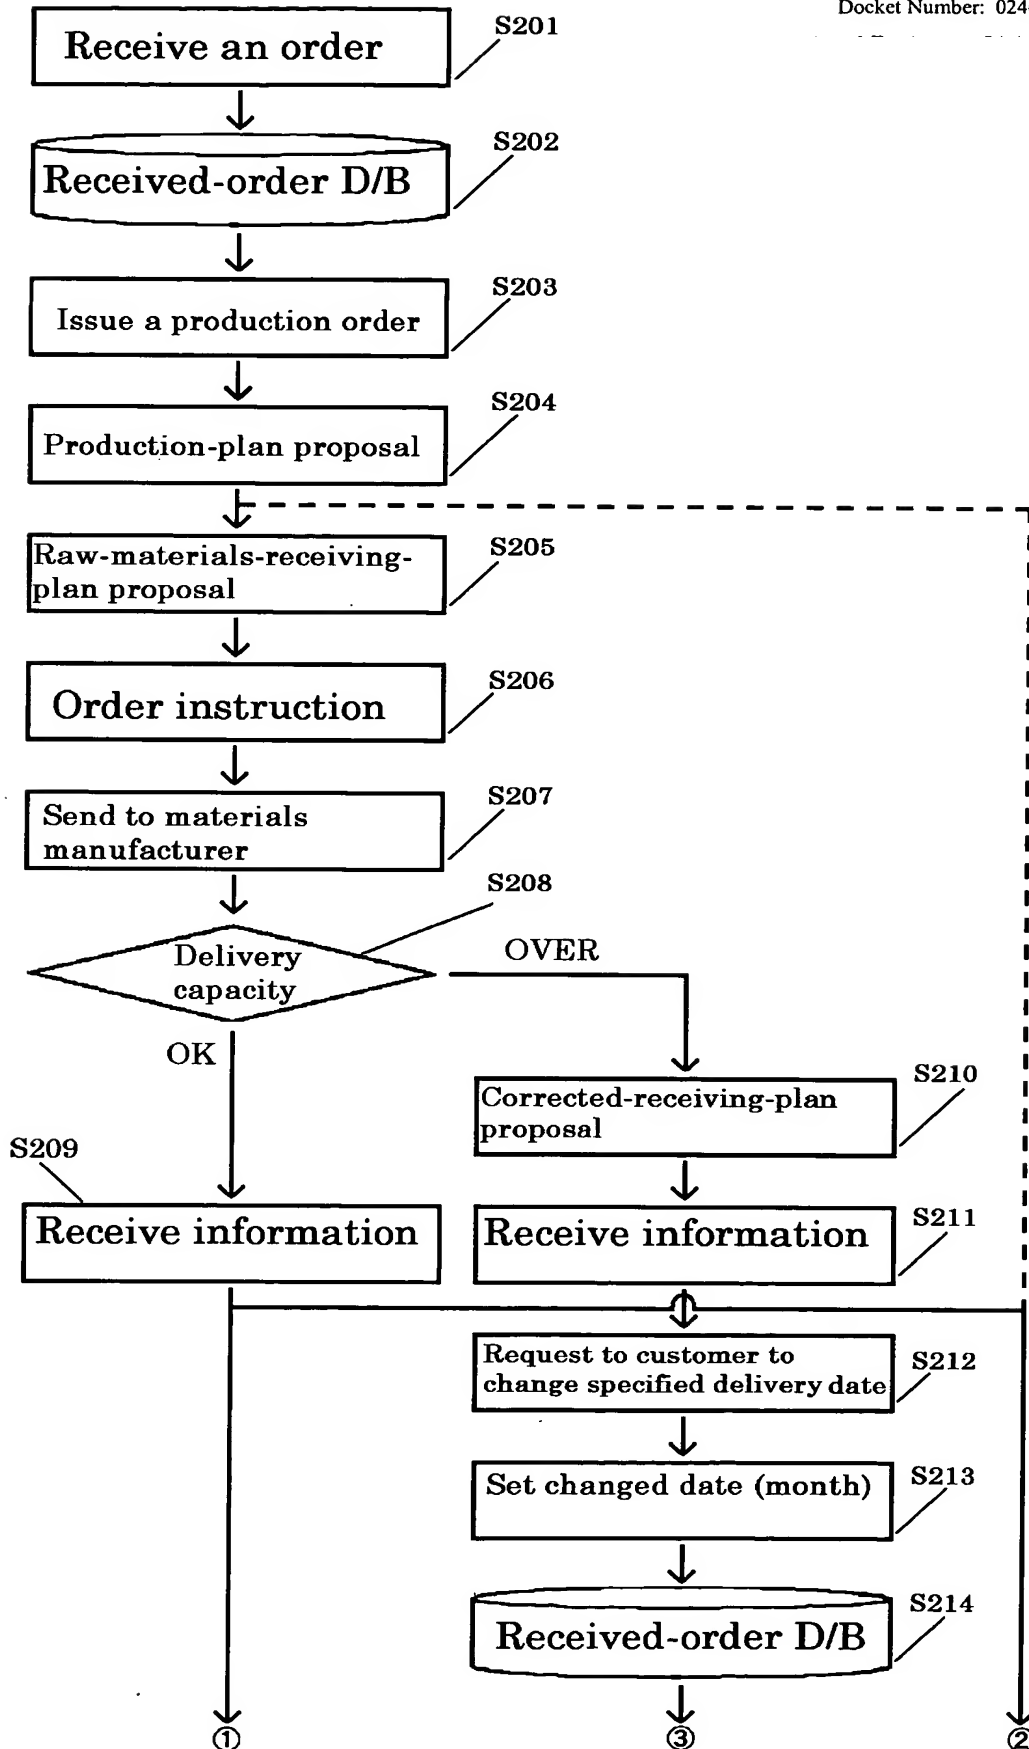 Docket Number: 024-
Receive an order
S201
Received-order D/B
S202
Issue a production order
S203
Production-plan proposal
S204
Raw-materials-receiving-
plan proposal
S205
Order instruction
S206
Send to materials
manufacturer
S207
Delivery
capacity
S208
OVER
OK
Corrected-receiving-plan
proposal
S210
S209
Receive information
Receive information
S211
Request to customer to
change specified delivery date
S212
Set changed date (month)
S213
Received-order D/B
S214
①
③
②